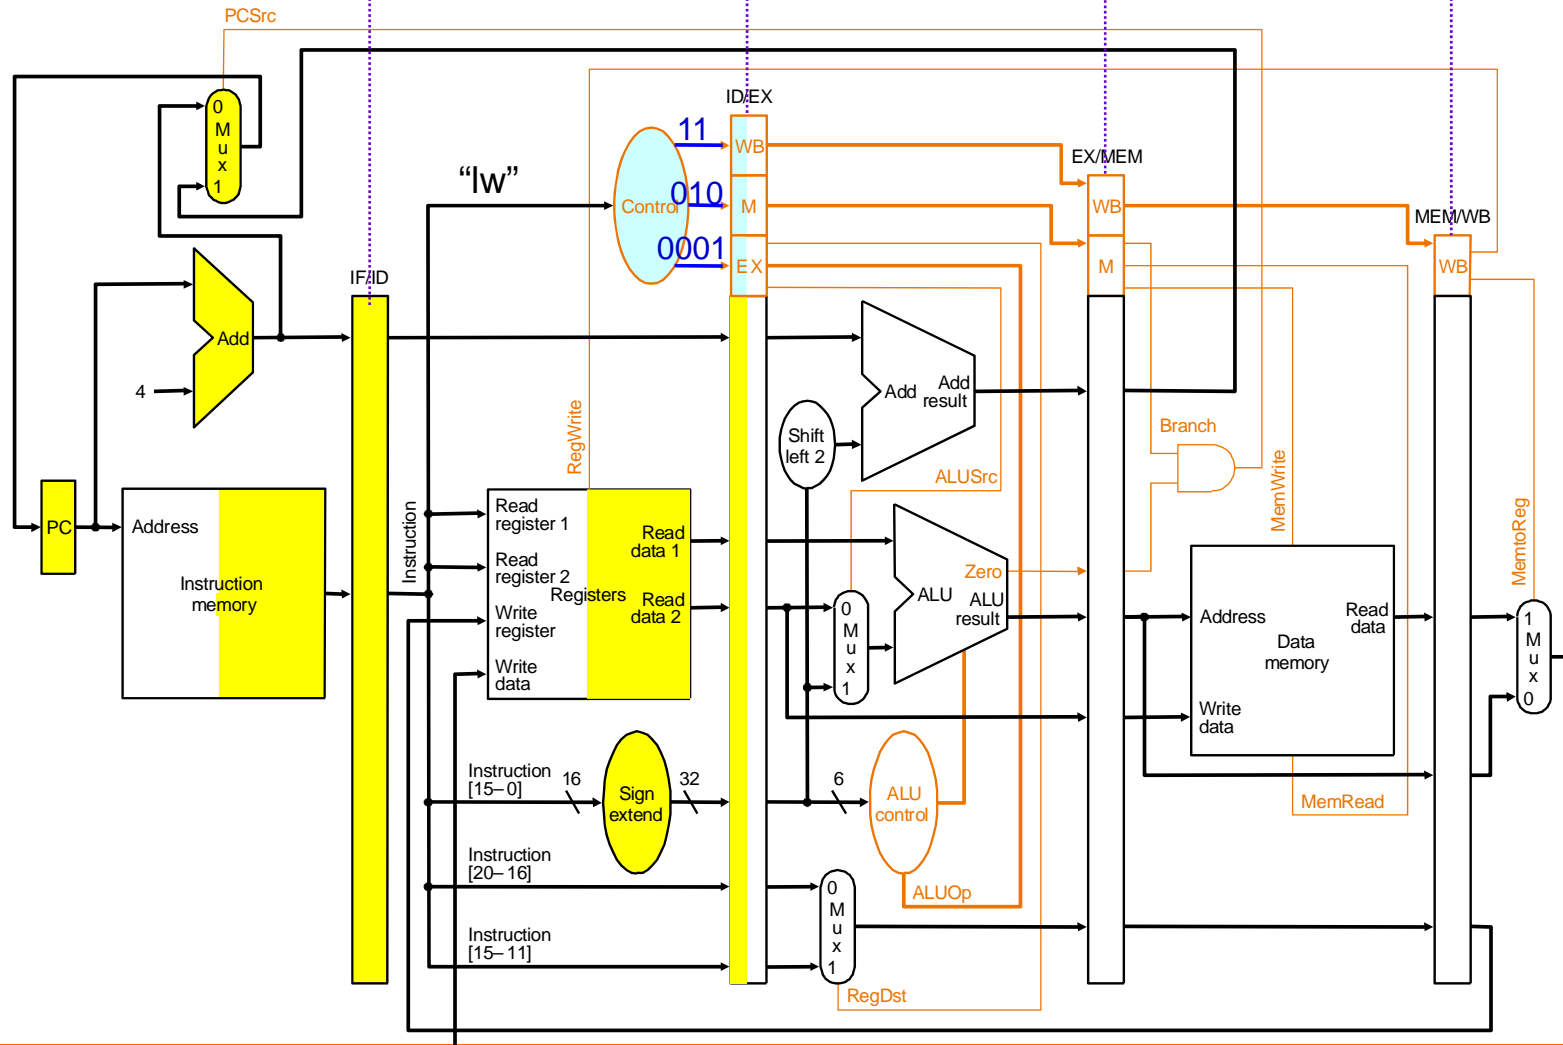 PCSrc
ID/EX
EX/MEM
MEM/WB
IF/ID
0
M
u
x
1
"lw"
Control
11
010
0001
WB
M
EX
WB
M
WB
Add
4
PC
Address
Instruction
memory
Instruction
RegWrite
Read
register 1
Read
register 2
Write
register
Write
data
Registers
Read
data 1
Read
data 2
Shift
left 2
Add
Add
result
ALUSrc
Zero
ALU
ALU
result
0
M
u
x
1
Branch
MemWrite
Address
Write
data
Data
memory
Read
data
MemRead
MemtoReg
1
M
u
x
0
Instruction
[15–0]
16
Sign
extend
32
6
ALU
control
Instruction
[20–16]
Instruction
[15–11]
0
M
u
x
1
ALUOp
RegDst